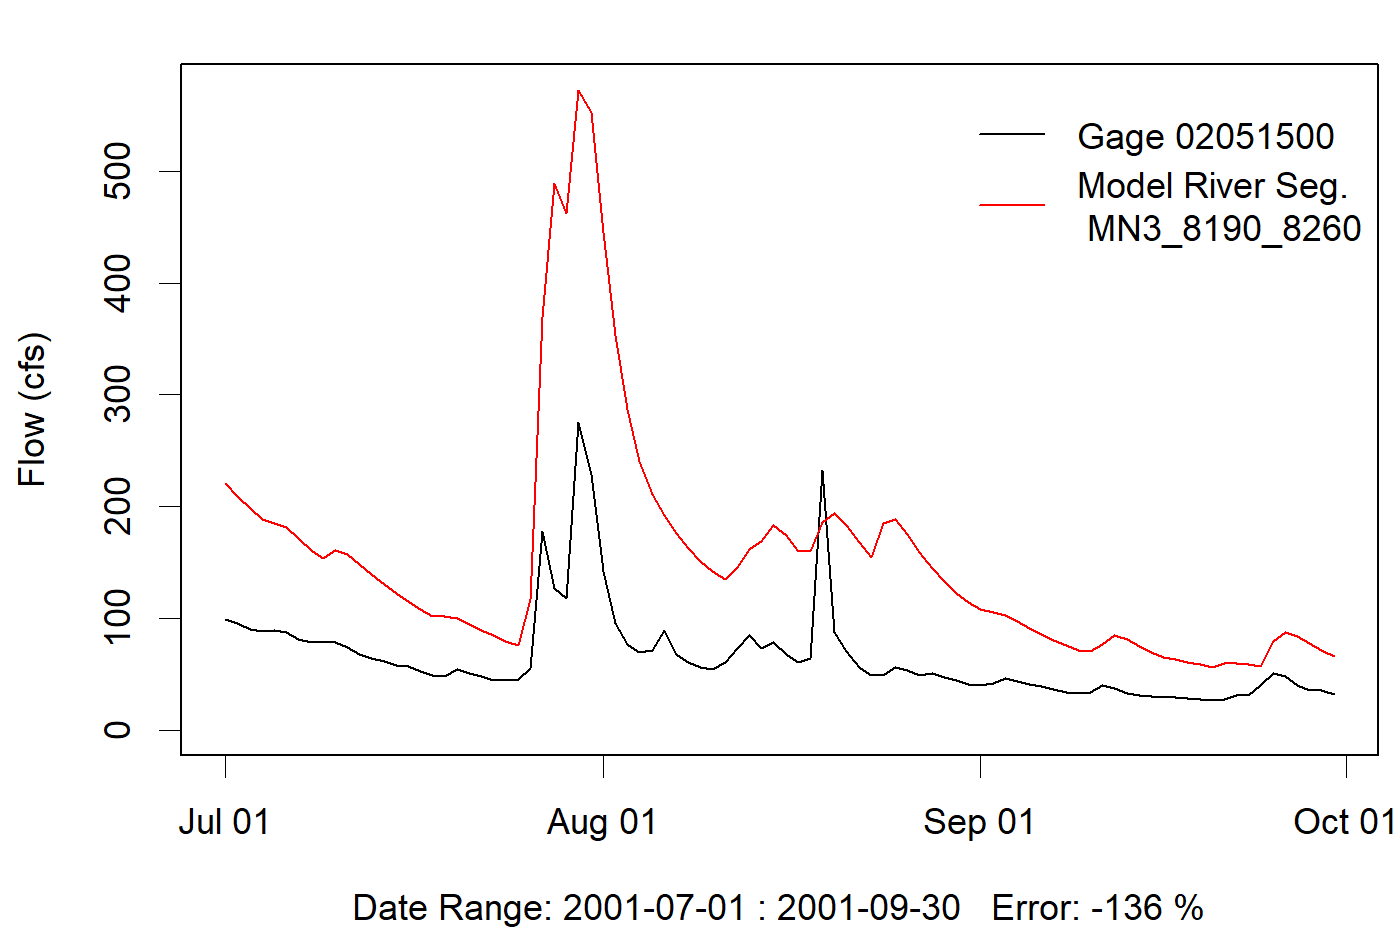 Gage 02051500
Model River Seg.
MN3_8190_8260
Flow (cfs)
500
400
300
200
100
0
Jul 01 Aug 01 Sep 01 Oct 01
Date Range: 2001-07-01 : 2001-09-30 Error: -136 %